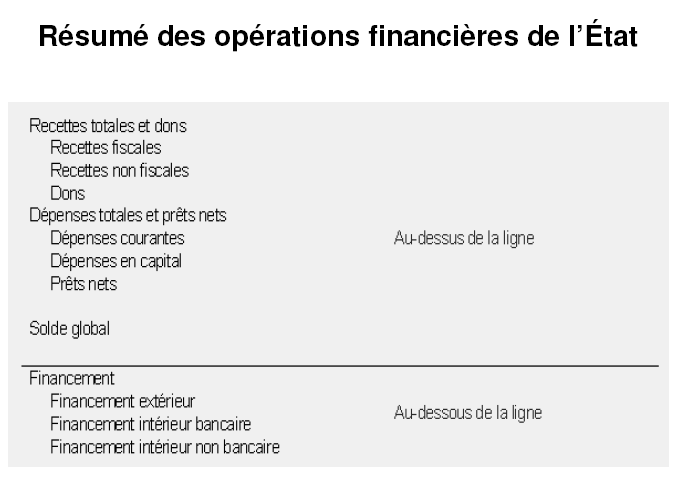 Résumé des opérations financières de l’État
Recettes totales et dons
Recettes fiscales
Recettes non fiscales
Dons
Dépenses totales et prêts nets
Dépenses courantes
Au-dessus de la ligne
Dépenses en capital
Prêts nets
Solde global
Financement
Financement extérieur
Au-dessous de la ligne
Financement intérieur bancaire
Financement intérieur non bancaire